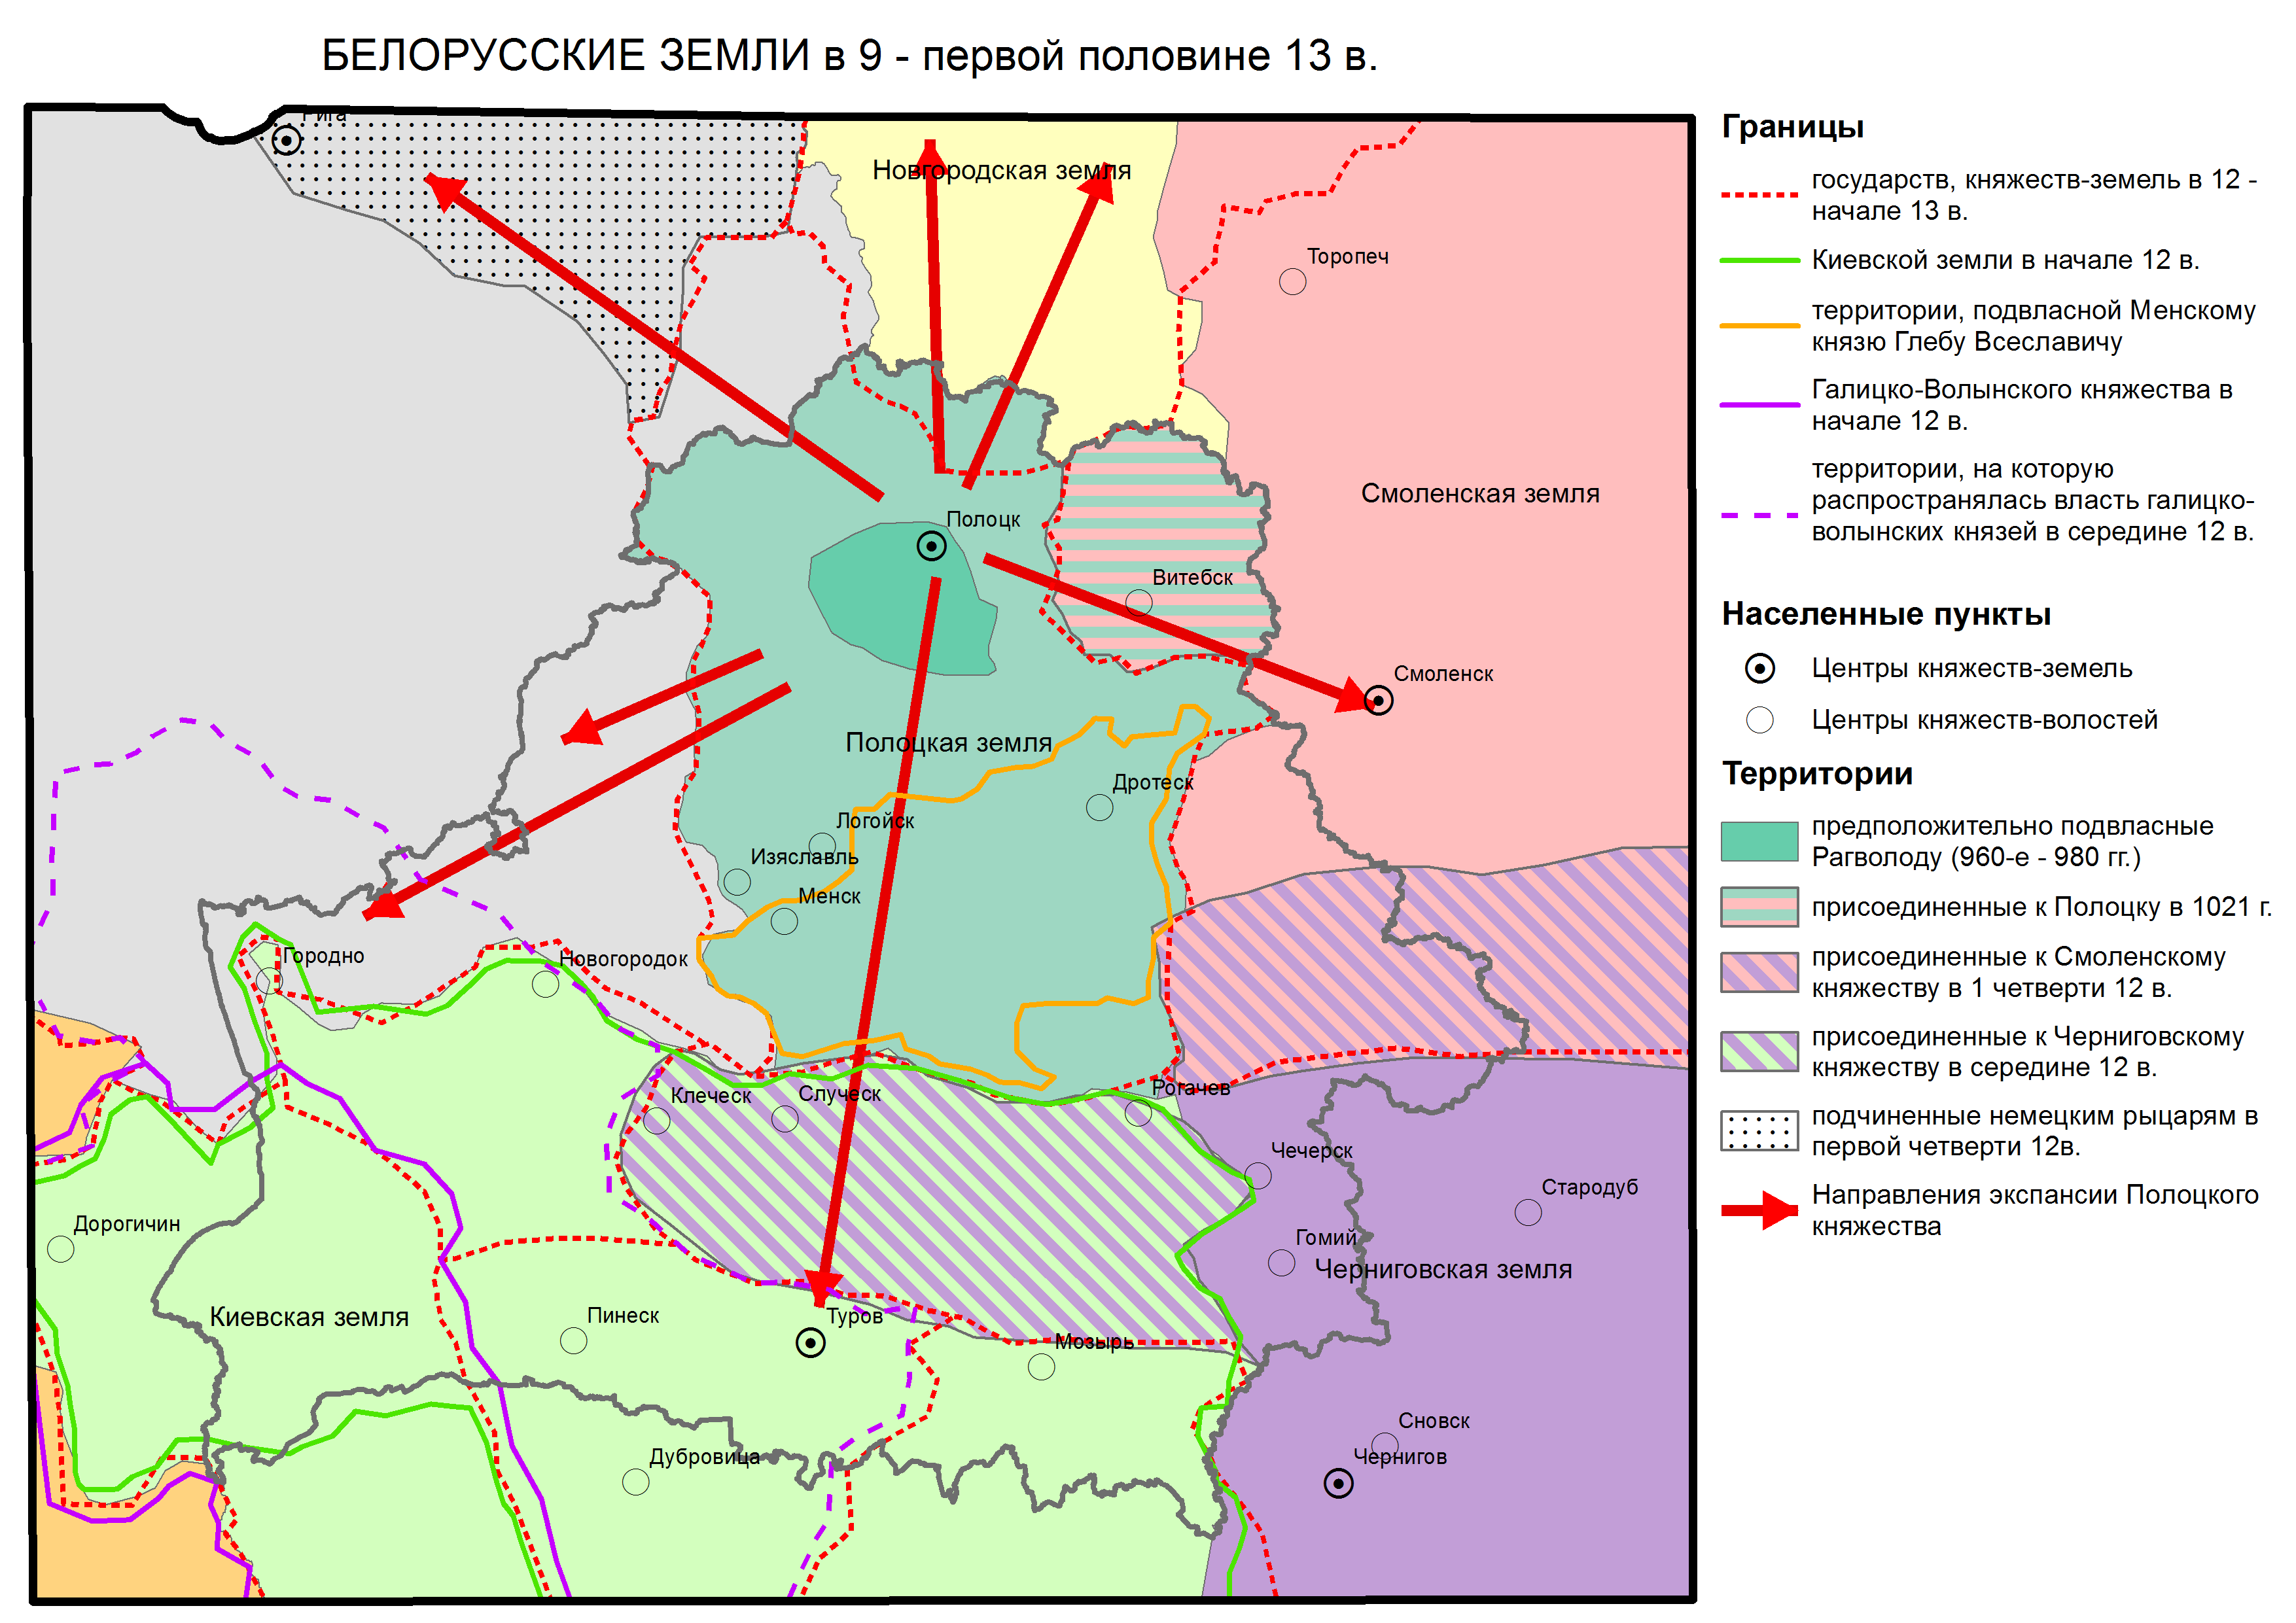 БЕЛОРУССКИЕ ЗЕМЛИ в 9 - первой половине 13 в.
Рига
Новгородская земля
Торопеч
Смоленская земля
Полоцк
Витебск
Смоленск
Полоцкая земля
Дротеск
Логойск
Изяславль
Менск
Городно
Новогородок
Клеческ
Случеск
Рогачев
Чечерск
Стародуб
Дорогичин
Гомий
Черниговская земля
Киевская земля
Пинеск
Туров
Мозырь
Сновск
Чернигов
Дубровица
Границы
государств, княжеств-земель в 12 -
начале 13 в.
Киевской земли в начале 12 в.
территории, подвласной Менскому
князю Глебу Всеславичу
Галицко-Волынского княжества в
начале 12 в.
территории, на которую
распространялась власть галицко-
волынских князей в середине 12 в.
Населенные пункты
Центры княжеств-земель
Центры княжеств-волостей
Территории
предположительно подвласные
Рагволоду (960-е - 980 гг.)
присоединенные к Полоцку в 1021 г.
присоединенные к Смоленскому
княжеству в 1 четверти 12 в.
присоединенные к Черниговскому
княжеству в середине 12 в.
подчиненные немецким рыцарям в
первой четверти 12в.
Направления экспансии Полоцкого
княжества